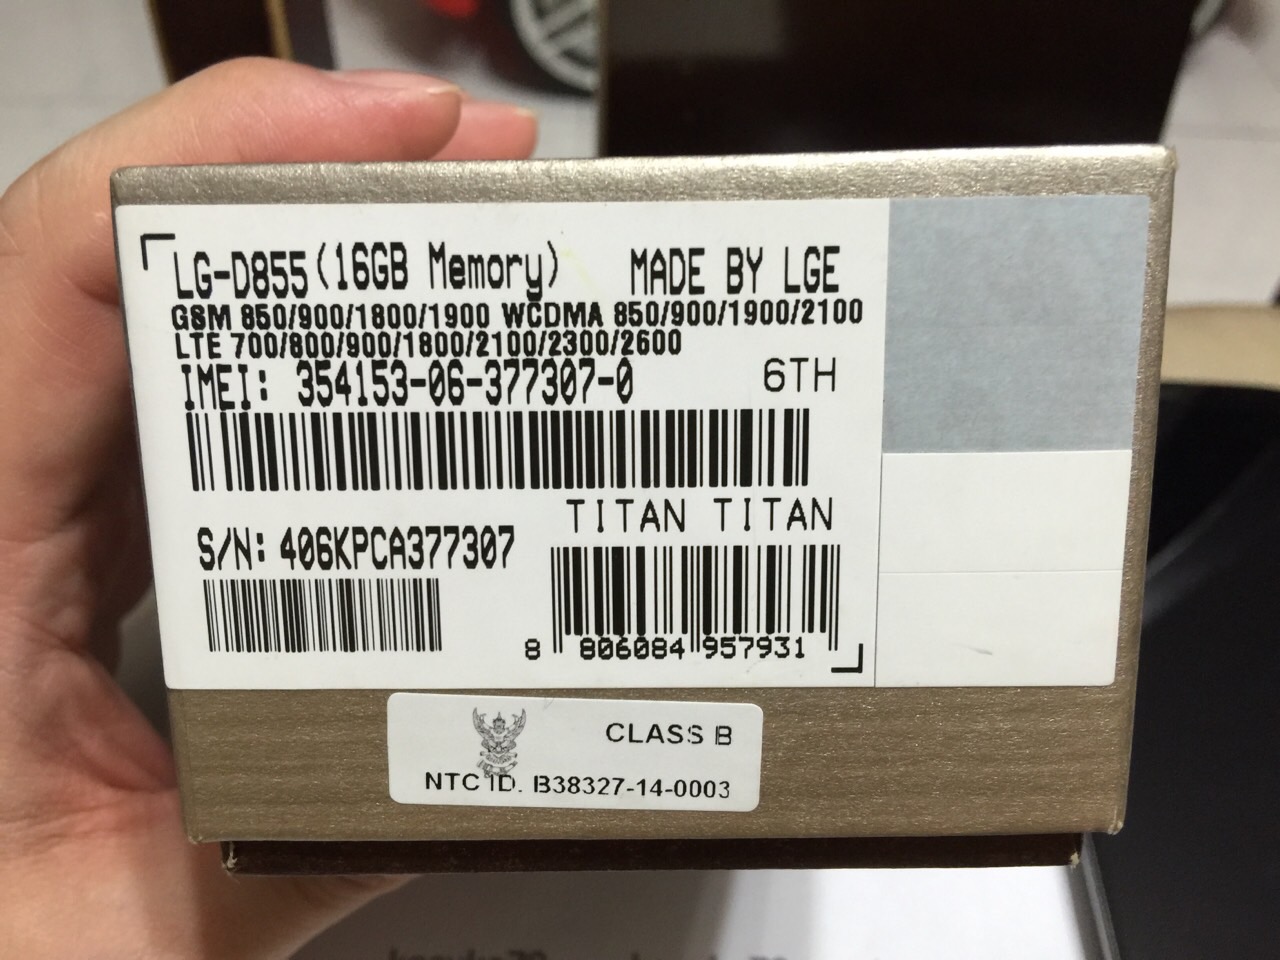 LG-D855(16GB Memory) MADE BY LGE
GSM 850/900/1800/1900 WCDMA 850/900/1900/2100
LTE 700/800/900/1800/2100/2300/2600
IMEI: 354153-06-377307-0 6TH
TITAN TITAN
S/N: 406KPCA377307
8 806084 957931
CLASS B
NTC ID. B38327-14-0003